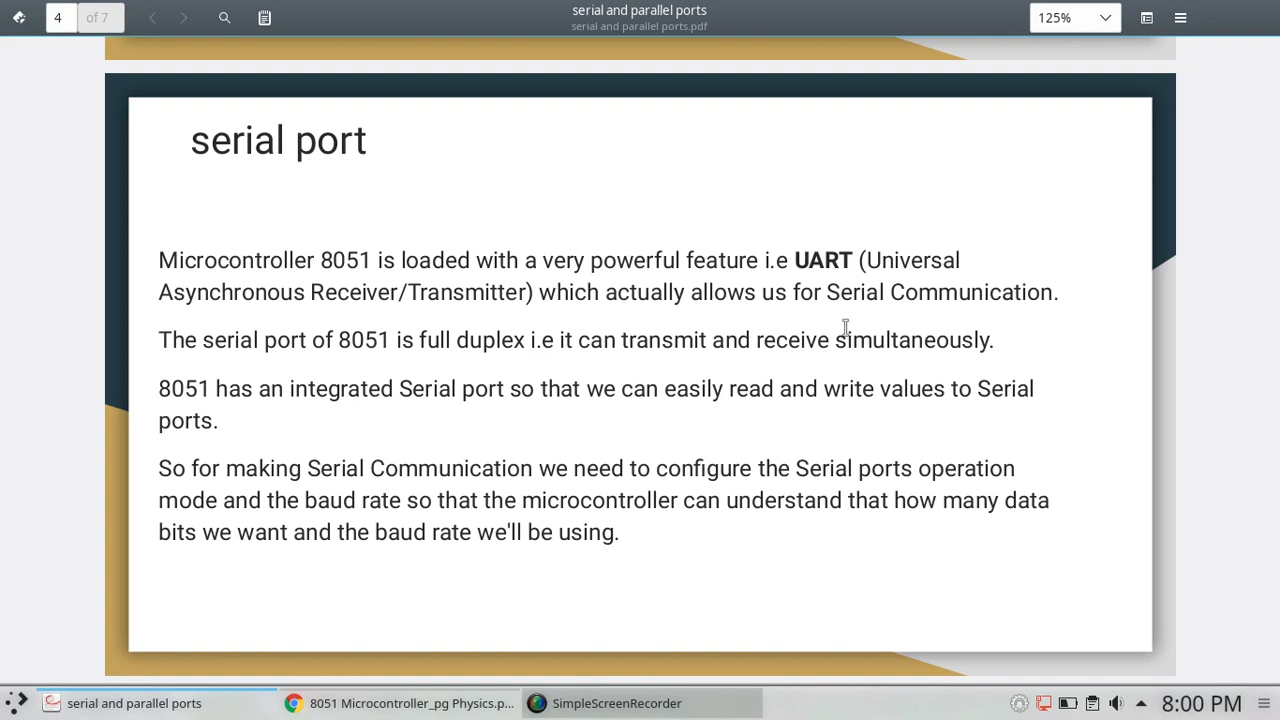 serial and parallel ports
4 of 7 serial and parallel ports.pdf 125%
serial port
Microcontroller 8051 is loaded with a very powerful feature i.e UART (Universal
Asynchronous Receiver/Transmitter) which actually allows us for Serial Communication.
The serial port of 8051 is full duplex i.e it can transmit and receive simultaneously.
8051 has an integrated Serial port so that we can easily read and write values to Serial
ports.
So for making Serial Communication we need to configure the Serial ports operation
mode and the baud rate so that the microcontroller can understand that how many data
bits we want and the baud rate we'll be using.
serial and parallel ports 8051 Microcontroller_pg Physics.p... SimpleScreenRecorder 8:00 PM